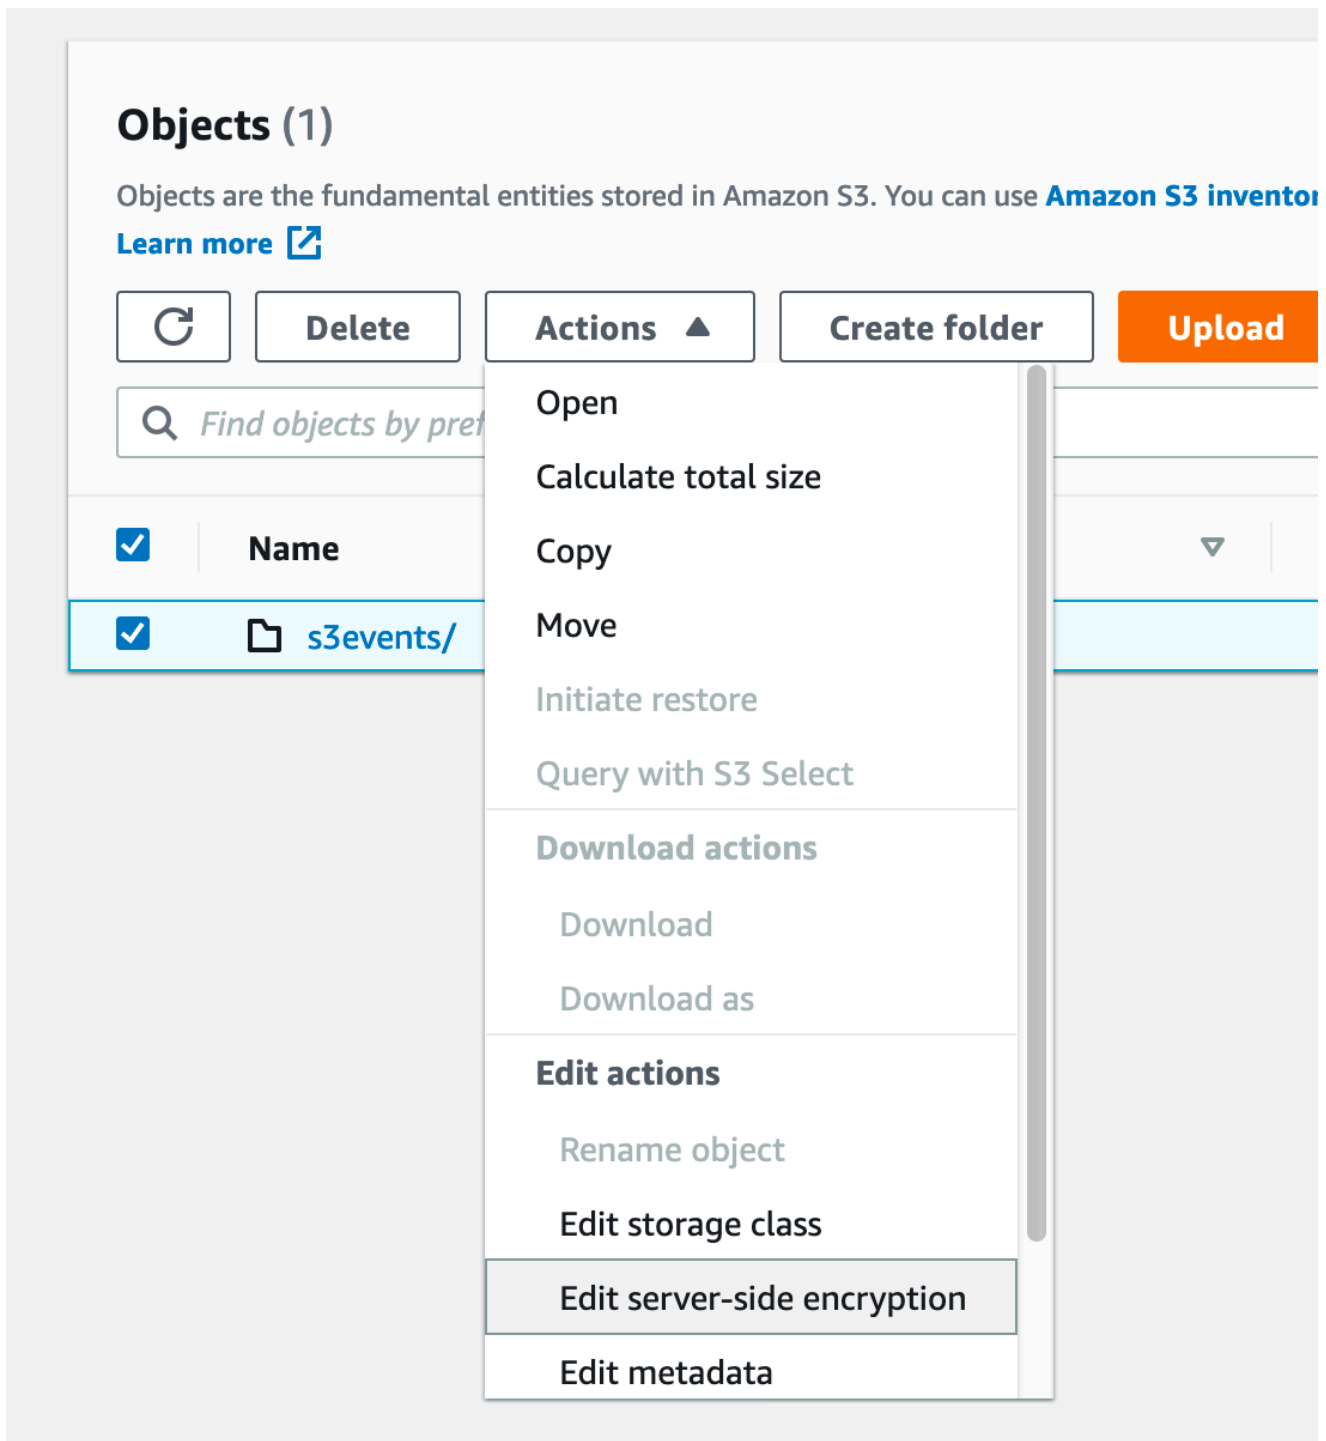 Objects (1)
Objects are the fundamental entities stored in Amazon S3. You can use Amazon S3
Learn more
Delete
Actions
Create folder
Upload
Find objects by
Name
s3events/
Open
Calculate total size
Copy
Move
Initiate restore
Query with S3 Select
Download actions
Download
Download as
Edit actions
Rename object
Edit storage class
Edit server-side encryption
Edit metadata